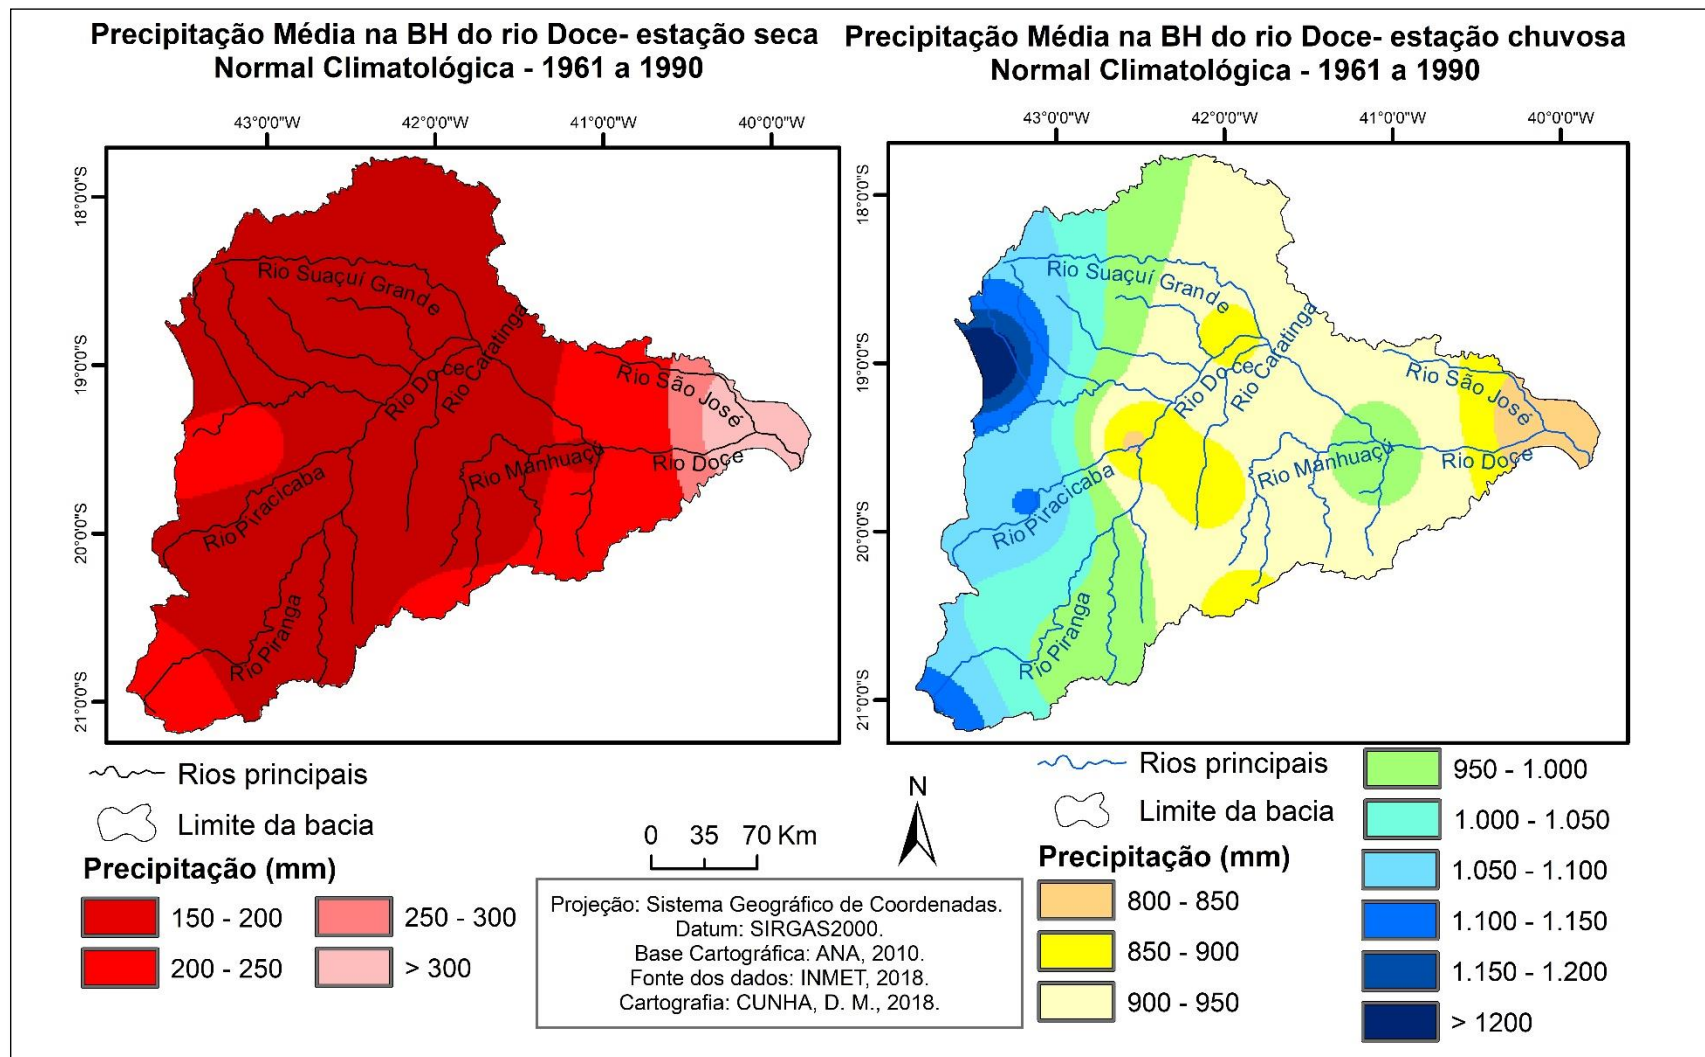 Precipitação Média na BH do rio Doce- estação seca
Normal Climatológica - 1961 a 1990
Precipitação Média na BH do rio Doce- estação chuvosa
Normal Climatológica - 1961 a 1990
43°0'0"W
42°0'0"W
41°0'0"W
40°0'0"W
18°0'0"S
19°0'0"S
20°0'0"S
21°0'0"S
Rio Suaçuí Grande
Rio Caratinga
Rio Doce
Rio São José
Rio Manhuaçú
Rio Doce
Rio Piracicaba
Rio Piranga
43°0'0"W
42°0'0"W
41°0'0"W
40°0'0"W
18°0'0"S
19°0'0"S
20°0'0"S
21°0'0"S
Rio Suaçuí Grande
Rio Caratinga
Rio Doce
Rio São José
Rio Manhuaçú
Rio Doce
Rio Piracicaba
Rio Piranga
Rios principais
Limite da bacia
Precipitação (mm)
150 - 200
200 - 250
250 - 300
> 300
N
0 35 70 Km
Projeção: Sistema Geográfico de Coordenadas.
Datum: SIRGAS2000.
Base Cartográfica: ANA, 2010.
Fonte dos dados: INMET, 2018.
Cartografia: CUNHA, D. M., 2018.
Rios principais
Limite da bacia
Precipitação (mm)
800 - 850
850 - 900
900 - 950
950 - 1.000
1.000 - 1.050
1.050 - 1.100
1.100 - 1.150
1.150 - 1.200
> 1200